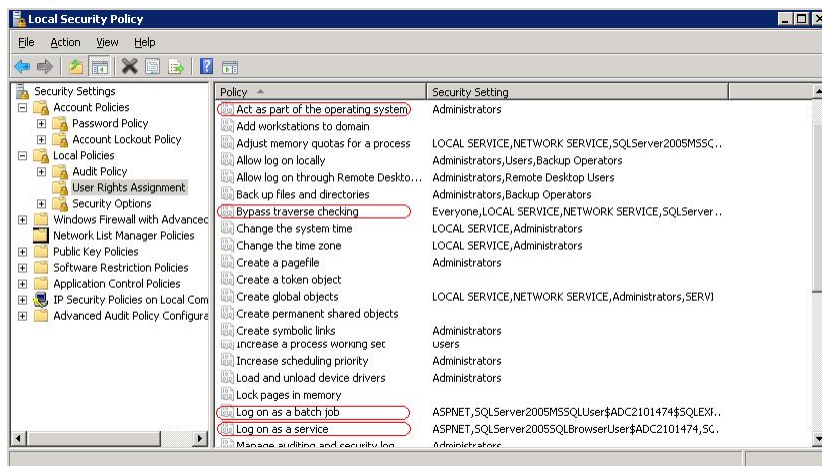 Local Security Policy
File Action View Help
Security Settings
Account Policies
Password Policy
Account Lockout Policy
Local Policies
Audit Policy
User Rights Assignment
Security Options
Windows Firewall with Advanced
Network List Manager Policies
Public Key Policies
Software Restriction Policies
Application Control Policies
IP Security Policies on Local Com
Advanced Audit Policy Configura
Policy Security Setting
Act as part of the operating system Administrators
Add workstations to domain
Adjust memory quotas for a process LOCAL SERVICE,NETWORK SERVICE,SQLServer2005MSSQ...
Allow log on locally Administrators,Users,Backup Operators
Allow log on through Remote Deskto... Administrators,Remote Desktop Users
Back up files and directories Administrators,Backup Operators
Bypass traverse checking Everyone,LOCAL SERVICE,NETWORK SERVICE,SQLServer...
Change the system time LOCAL SERVICE,Administrators
Change the time zone LOCAL SERVICE,Administrators
Create a pagefile Administrators
Create a token object
Create global objects LOCAL SERVICE,NETWORK SERVICE,Administrators,SERVI
Create permanent shared objects
Create symbolic links Administrators
Increase a process working set Users
Increase scheduling priority Administrators
Load and unload device drivers Administrators
Lock pages in memory
Log on as a batch job ASPNET,SQLServer2005MSSQLUser$ADC2101474$SQLEXF..
Log on as a service SQLServer2005SQLBrowserUser$ADC2101474,SC..
Manage auditing and security log Administrators